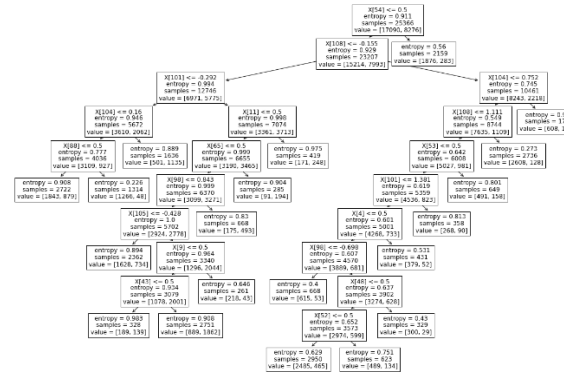 X[54] <= 0.5
entropy = 0.911
samples = 25366
value = [17090, 8276]
X[108] <= -0.155
entropy = 0.929
samples = 23207
value = [15214, 7993]
entropy = 0.56
samples = 2159
value = [1876, 283]
X[101] <= -0.292
entropy = 0.994
samples = 12746
value = [6971, 5775]
X[104] <= 0.752
entropy = 0.745
samples = 10461
value = [8243, 2218]
X[104] <= 0.16
entropy = 0.946
samples = 5672
value = [3610, 2062]
X[11] <= 0.5
entropy = 0.998
samples = 7074
value = [3361, 3713]
X[108] <= 1.111
entropy = 0.549
samples = 8744
value = [7635, 1109]
X[88] <= 0.5
entropy = 0.777
samples = 4036
value = [3109, 927]
entropy = 0.889
samples = 1636
value = [501, 1135]
X[65] <= 0.5
entropy = 0.999
samples = 6655
value = [3190, 3465]
entropy = 0.975
samples = 419
value = [171, 248]
X[53] <= 0.5
entropy = 0.642
samples = 6008
value = [5027, 981]
entropy = 0.273
samples = 2736
value = [2608, 128]
entropy = 0.908
samples = 2722
value = [1843, 879]
entropy = 0.226
samples = 1314
value = [1266, 48]
X[98] <= 0.843
entropy = 0.999
samples = 6370
value = [3099, 3271]
entropy = 0.904
samples = 285
value = [91, 194]
X[101] <= 1.381
entropy = 0.619
samples = 5359
value = [4536, 823]
entropy = 0.801
samples = 649
value = [491, 158]
X[105] <= -0.428
entropy = 1.0
samples = 5702
value = [2924, 2778]
entropy = 0.83
samples = 668
value = [175, 493]
X[4] <= 0.5
entropy = 0.601
samples = 5001
value = [4268, 733]
entropy = 0.813
samples = 358
value = [268, 90]
entropy = 0.894
samples = 2362
value = [1628, 734]
X[9] <= 0.5
entropy = 0.964
samples = 3340
value = [1296, 2044]
X[98] <= -0.698
entropy = 0.607
samples = 4570
value = [3889, 681]
entropy = 0.531
samples = 431
value = [379, 52]
X[43] <= 0.5
entropy = 0.934
samples = 3079
value = [1078, 2001]
entropy = 0.646
samples = 261
value = [218, 43]
entropy = 0.4
samples = 668
value = [615, 53]
X[48] <= 0.5
entropy = 0.637
samples = 3902
value = [3274, 628]
entropy = 0.983
samples = 328
value = [189, 139]
entropy = 0.908
samples = 2751
value = [889, 1862]
X[52] <= 0.5
entropy = 0.652
samples = 3573
value = [2974, 599]
entropy = 0.43
samples = 329
value = [300, 29]
entropy = 0.629
samples = 2950
value = [2485, 465]
entropy = 0.751
samples = 623
value = [489, 134]